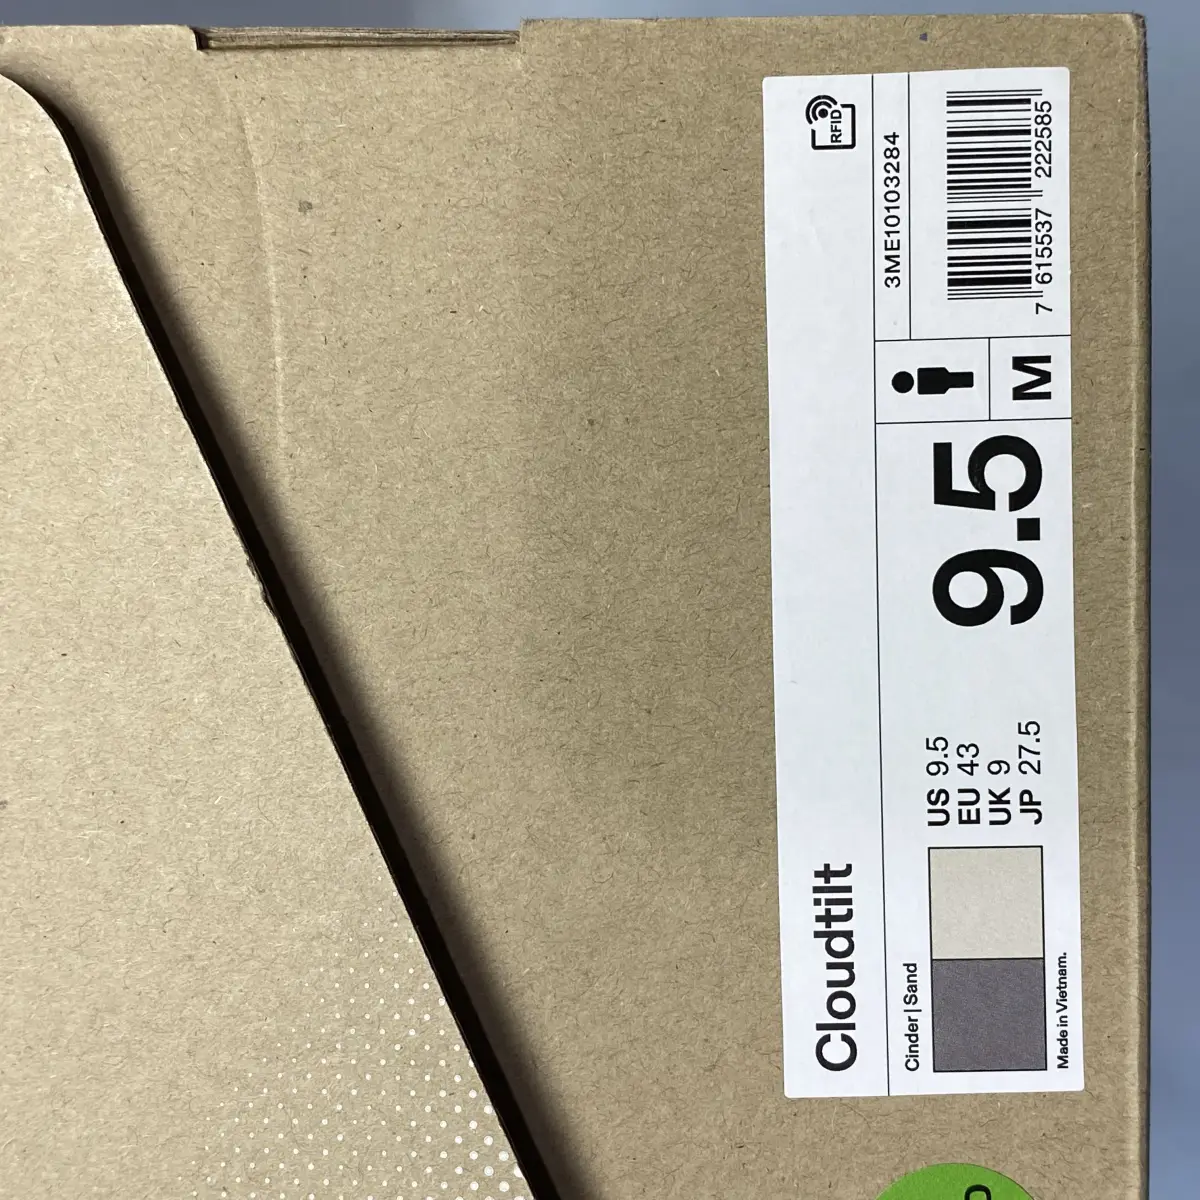 Cloudtilt
RFID
Cinder | Sand
3ME10103284
US 9.5
EU 43
UK 9
JP 27.5
9.5
M
7 615537 222585
Made in Vietnam.